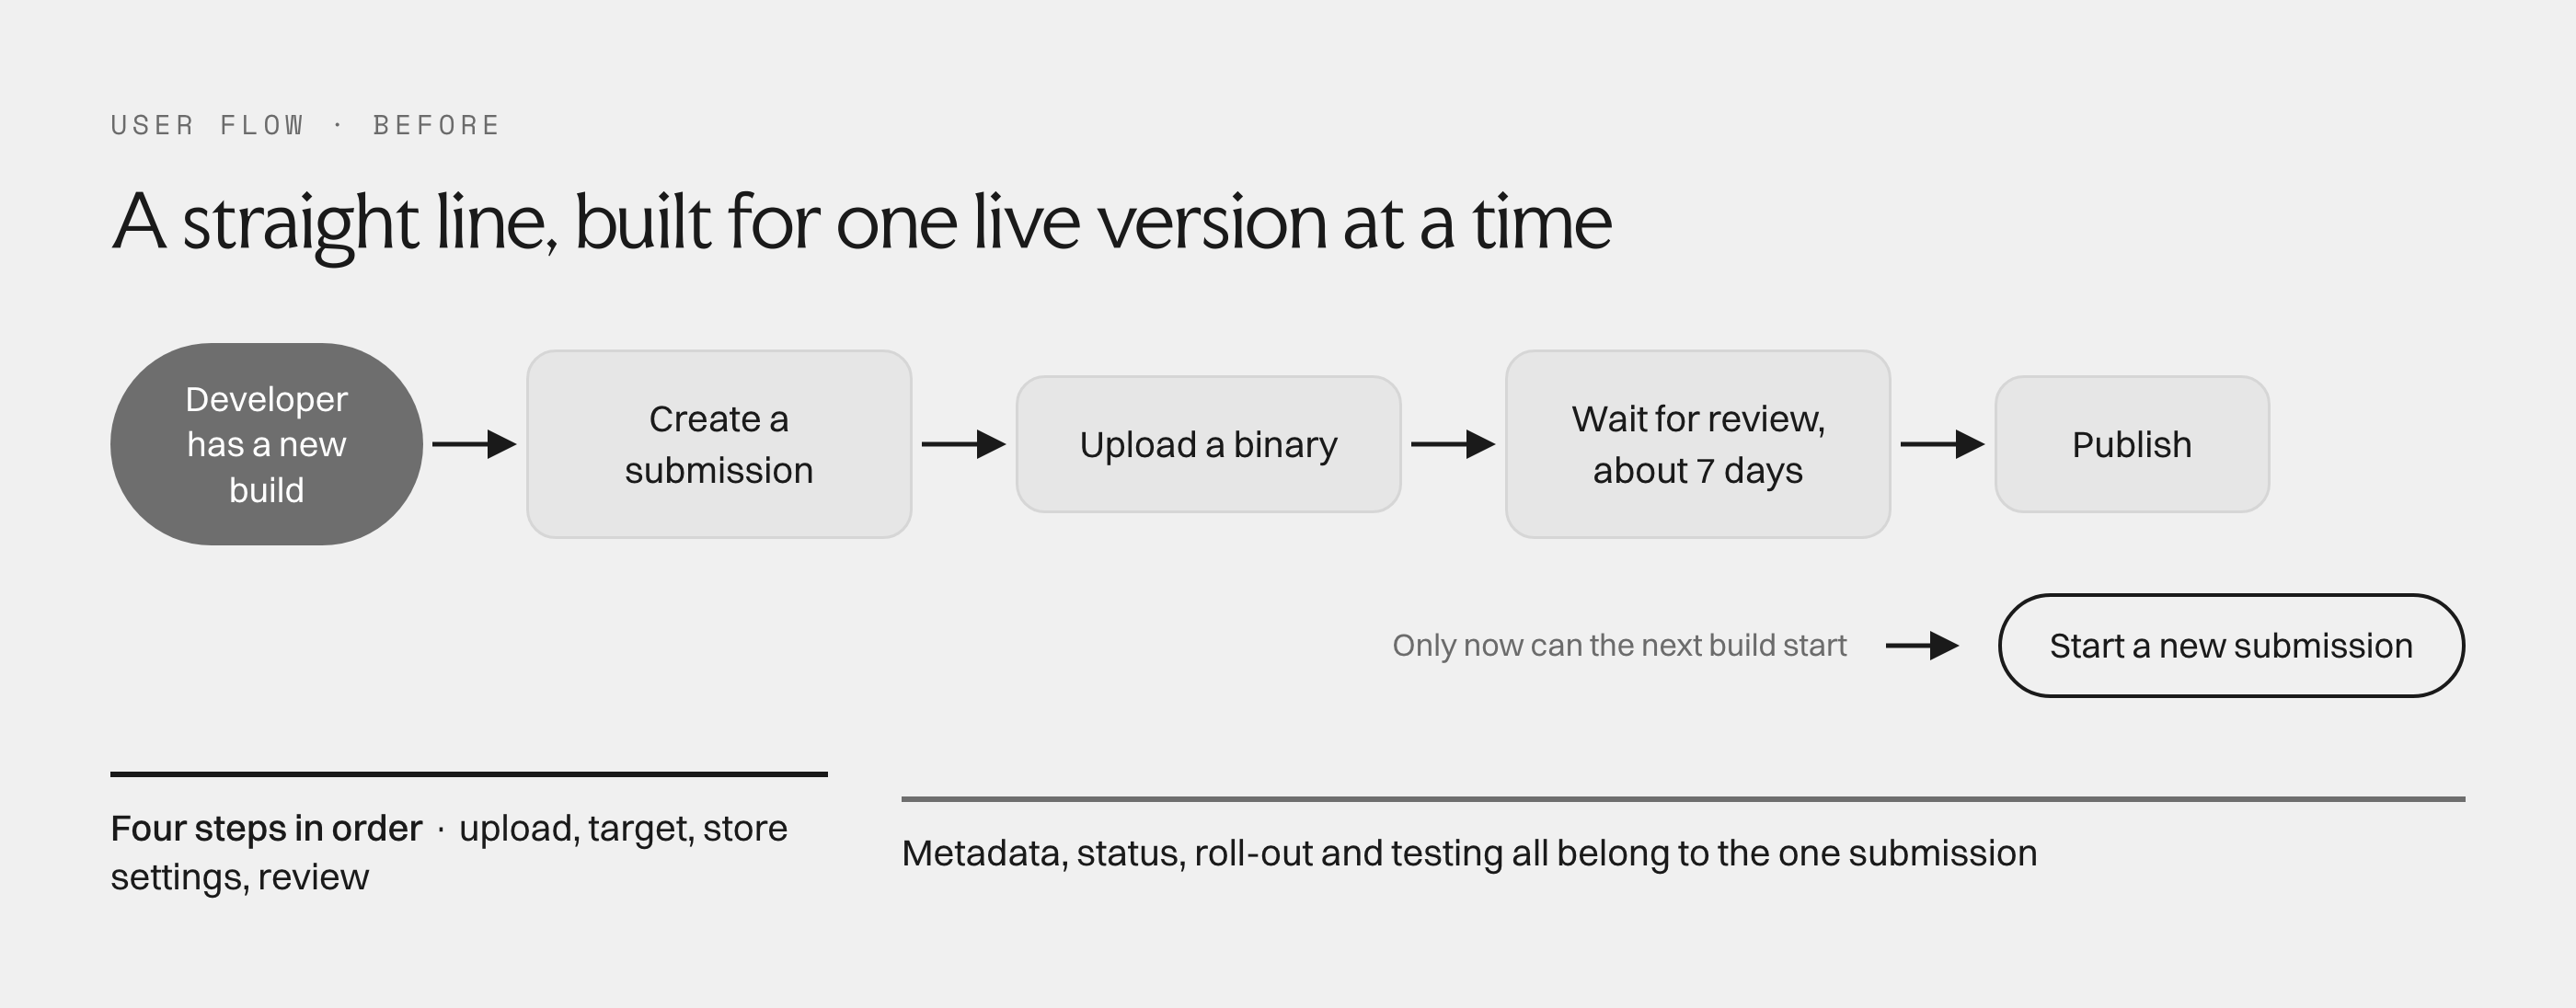 USER FLOW · BEFORE
A straight line, built for one live version at a time
Developer
has a new
build
Create a
submission
Upload a binary
Wait for review,
about 7 days
Publish
Only now can the next build start
Start a new submission
Four steps in order · upload, target, store
settings, review
Metadata, status, roll-out and testing all belong to the one submission